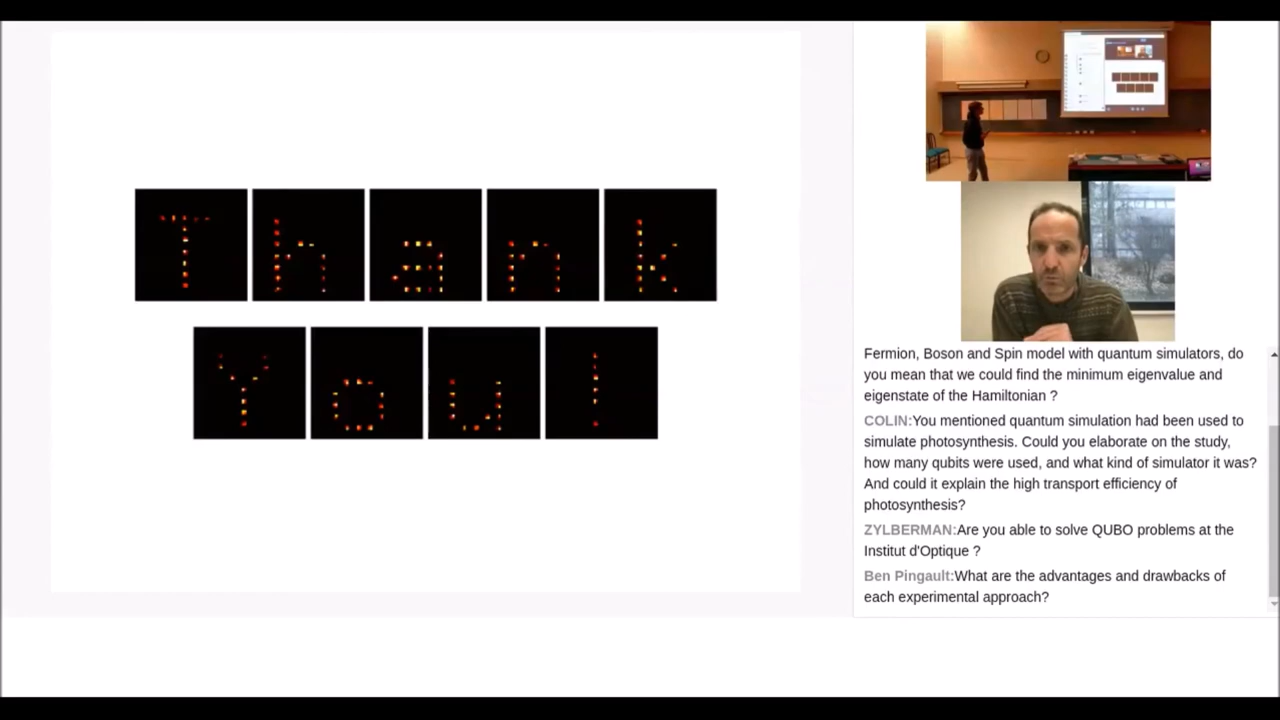 Thank
You!
Fermion, Boson and Spin model with quantum simulators, do
you mean that we could find the minimum eigenvalue and
eigenstate of the Hamiltonian ?
COLIN:You mentioned quantum simulation had been used to
simulate photosynthesis. Could you elaborate on the study,
how many qubits were used, and what kind of simulator it was?
And could it explain the high transport efficiency of
photosynthesis?
ZYLBERMAN:Are you able to solve QUBO problems at the
Institut d'Optique ?
Ben Pingault:What are the advantages and drawbacks of
each experimental approach?